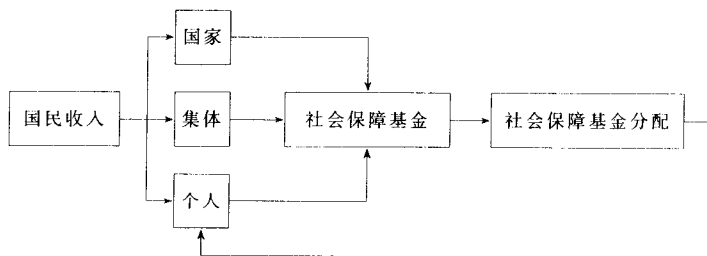 国家
国民收入
集体
社会保障基金
社会保障基金分配
个人